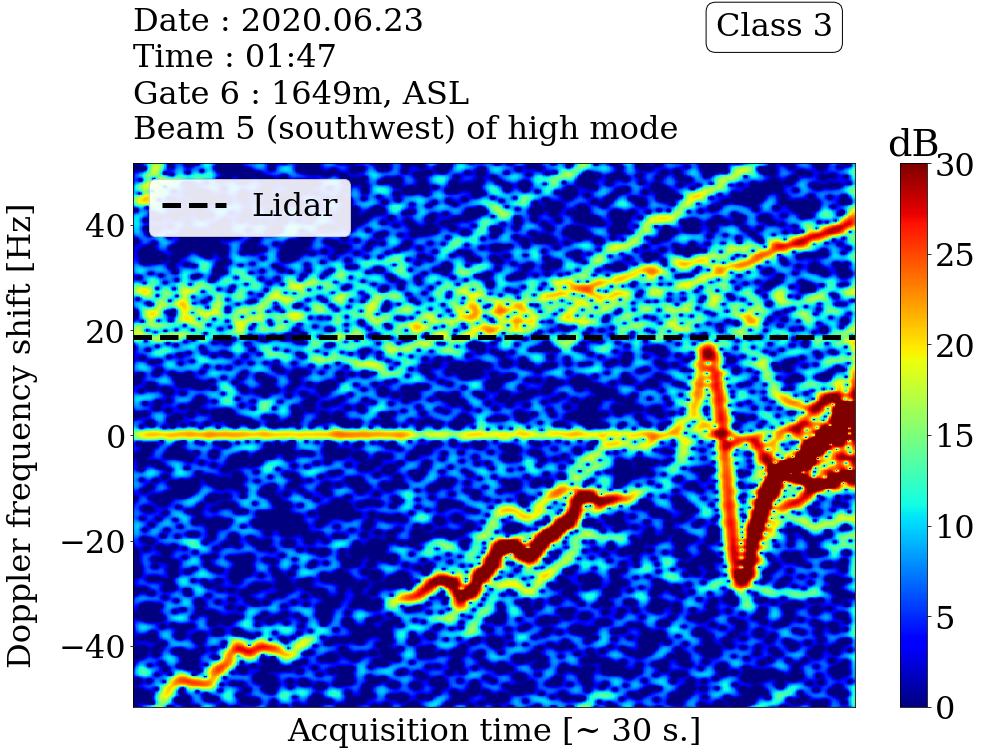 Date : 2020.06.23
Time : 01:47
Gate 6 : 1649m, ASL
Beam 5 (southwest) of high mode
Class 3
dB
Lidar
Doppler frequency shift [Hz]
40
20
0
−20
−40
Acquisition time [~ 30 s.]
30
25
20
15
10
5
0